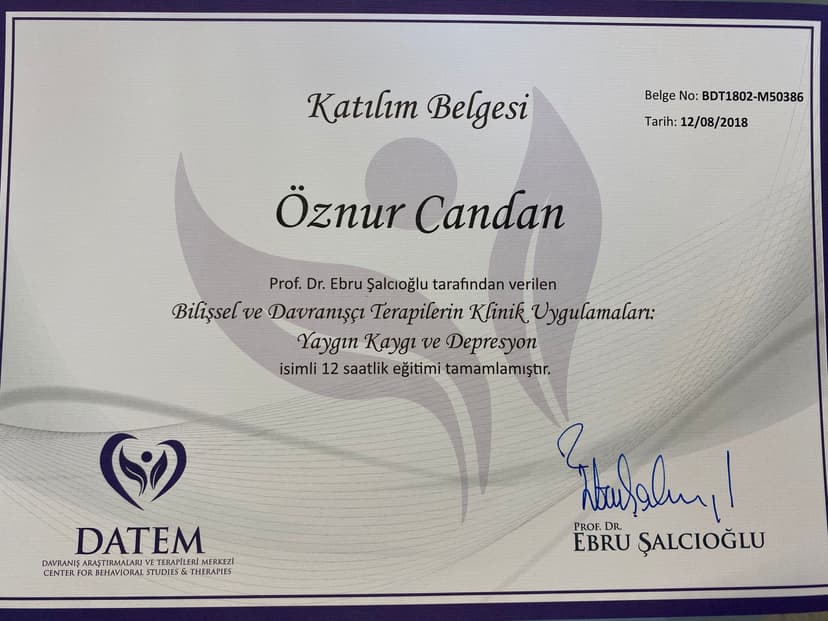 Katılım Belgesi
Belge No: BDT1802-M50386
Tarih: 12/08/2018
Öznur Candan
Prof. Dr. Ebru Şalcıoğlu tarafından verilen
Bilişsel ve Davranışçı Terapilerin Klinik Uygulamaları:
Yaygın Kaygı ve Depresyon
isimli 12 saatlik eğitimi tamamlamıştır.
DATEM
DAVRANIŞ ARAŞTIRMALARI VE TERAPİLERİ MERKEZİ
CENTER FOR BEHAVIORAL STUDIES & THERAPIES
PROF. DR.
EBRU ŞALCIOĞLU